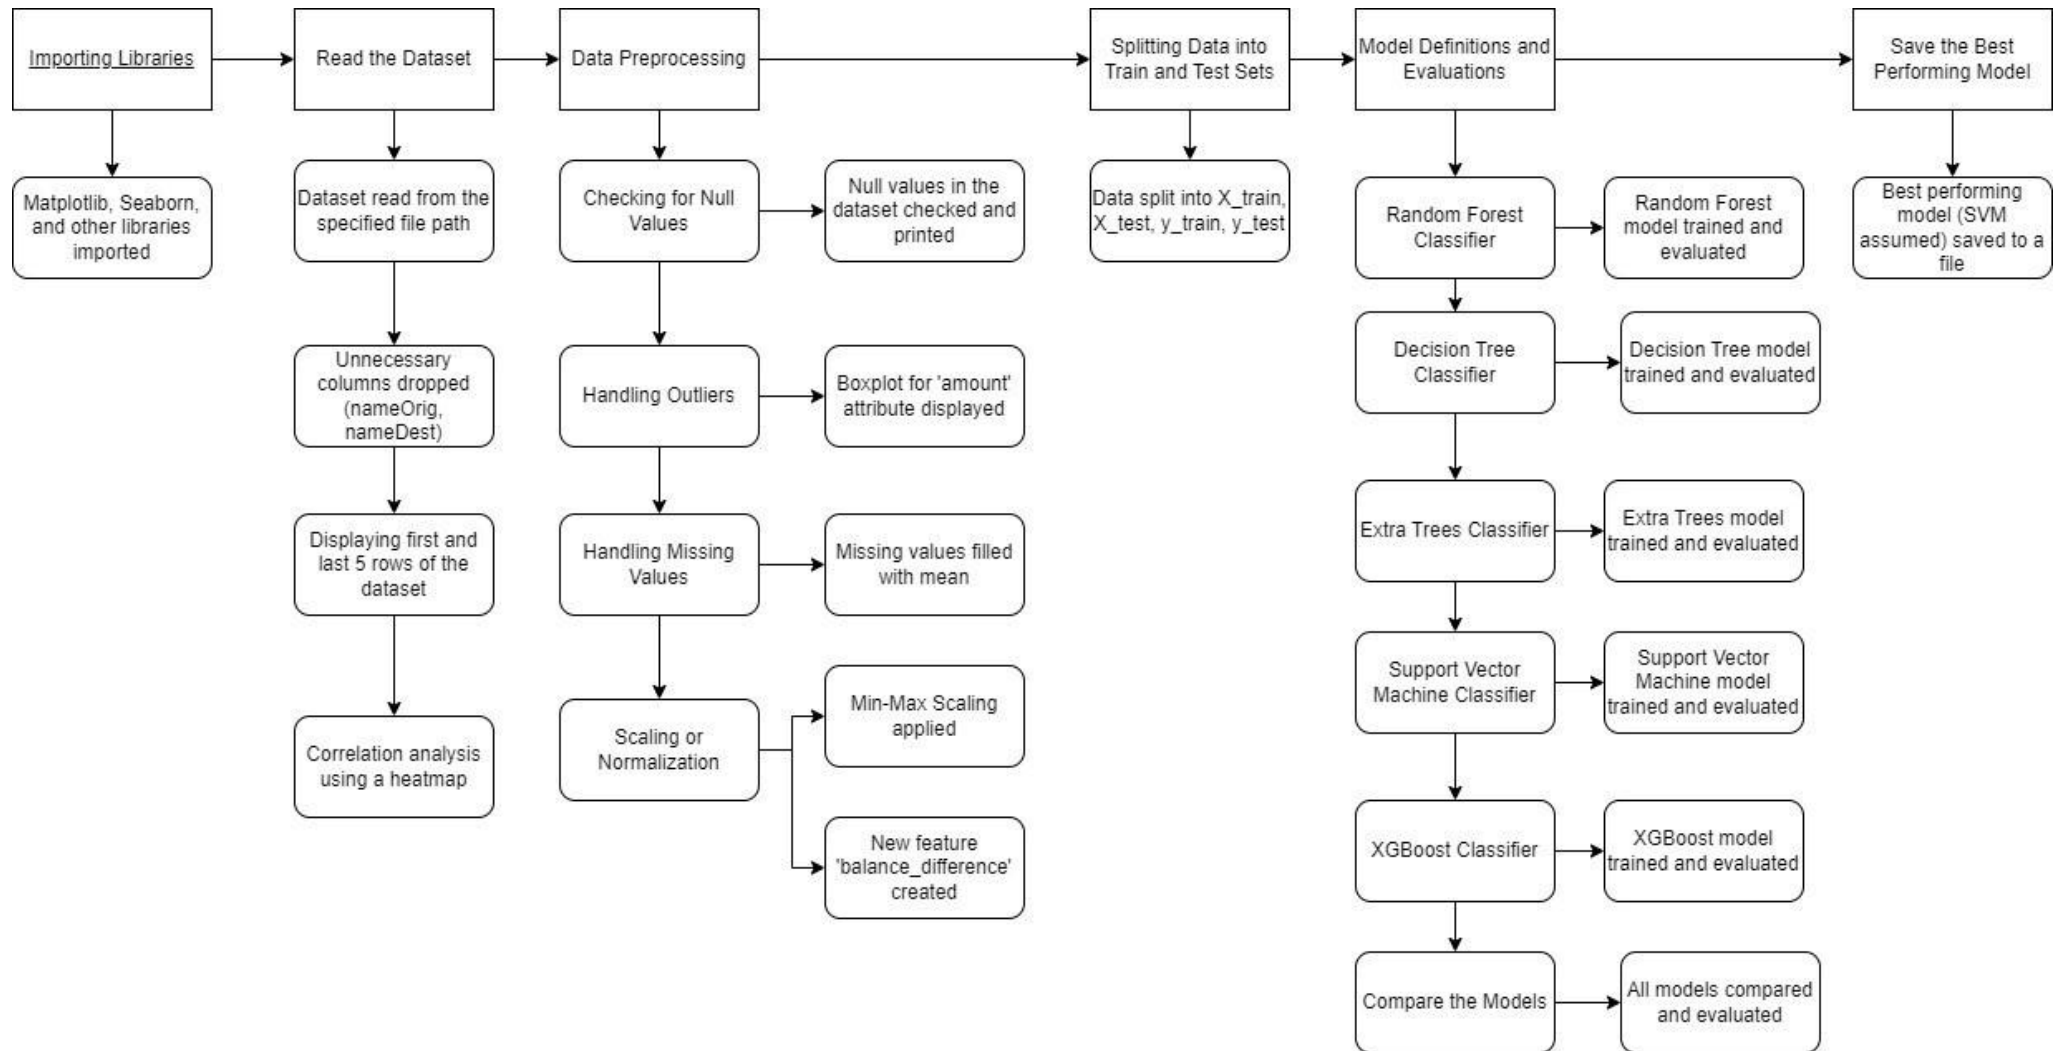 Importing Libraries
Read the Dataset
Data Preprocessing
Splitting Data into
Train and Test Sets
Model Definitions and
Evaluations
Save the Best
Performing Model
Matplotlib, Seaborn,
and other libraries
imported
Dataset read from the
specified file path
Unnecessary
columns dropped
(nameOrig,
nameDest)
Displaying first and
last 5 rows of the
dataset
Correlation analysis
using a heatmap
Checking for Null
Values
Null values in the
dataset checked and
printed
Handling Outliers
Boxplot for 'amount'
attribute displayed
Handling Missing
Values
Missing values filled
with mean
Scaling or
Normalization
Min-Max Scaling
applied
New feature
'balance_difference'
created
Data split into X_train,
X_test, y_train, y_test
Random Forest
Classifier
Random Forest
model trained and
evaluated
Decision Tree
Classifier
Decision Tree model
trained and evaluated
Extra Trees Classifier
Extra Trees model
trained and evaluated
Support Vector
Machine Classifier
Support Vector
Machine model
trained and evaluated
XGBoost Classifier
XGBoost model
trained and evaluated
Compare the Models
All models compared
and evaluated
Best performing
model (SVM
assumed) saved to a
file